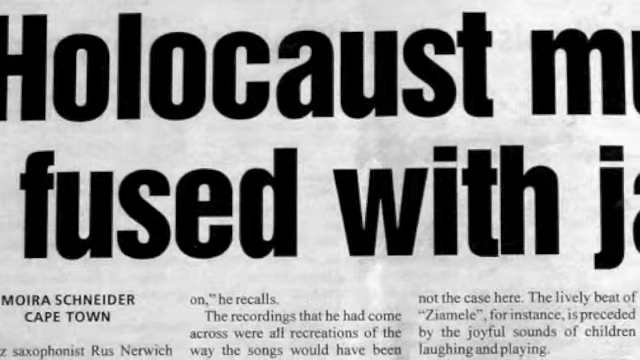 Holocaust mu
fused with ja
MOIRA SCHNEIDER
CAPE TOWN
z saxophonist Rus Nerwich
on,” he recalls.
The recordings that he had come
across were all recreations of the
way the songs would have been
not the case here. The lively beat of
“Ziamele”, for instance, is preceded
by the joyful sounds of children
laughing and playing.